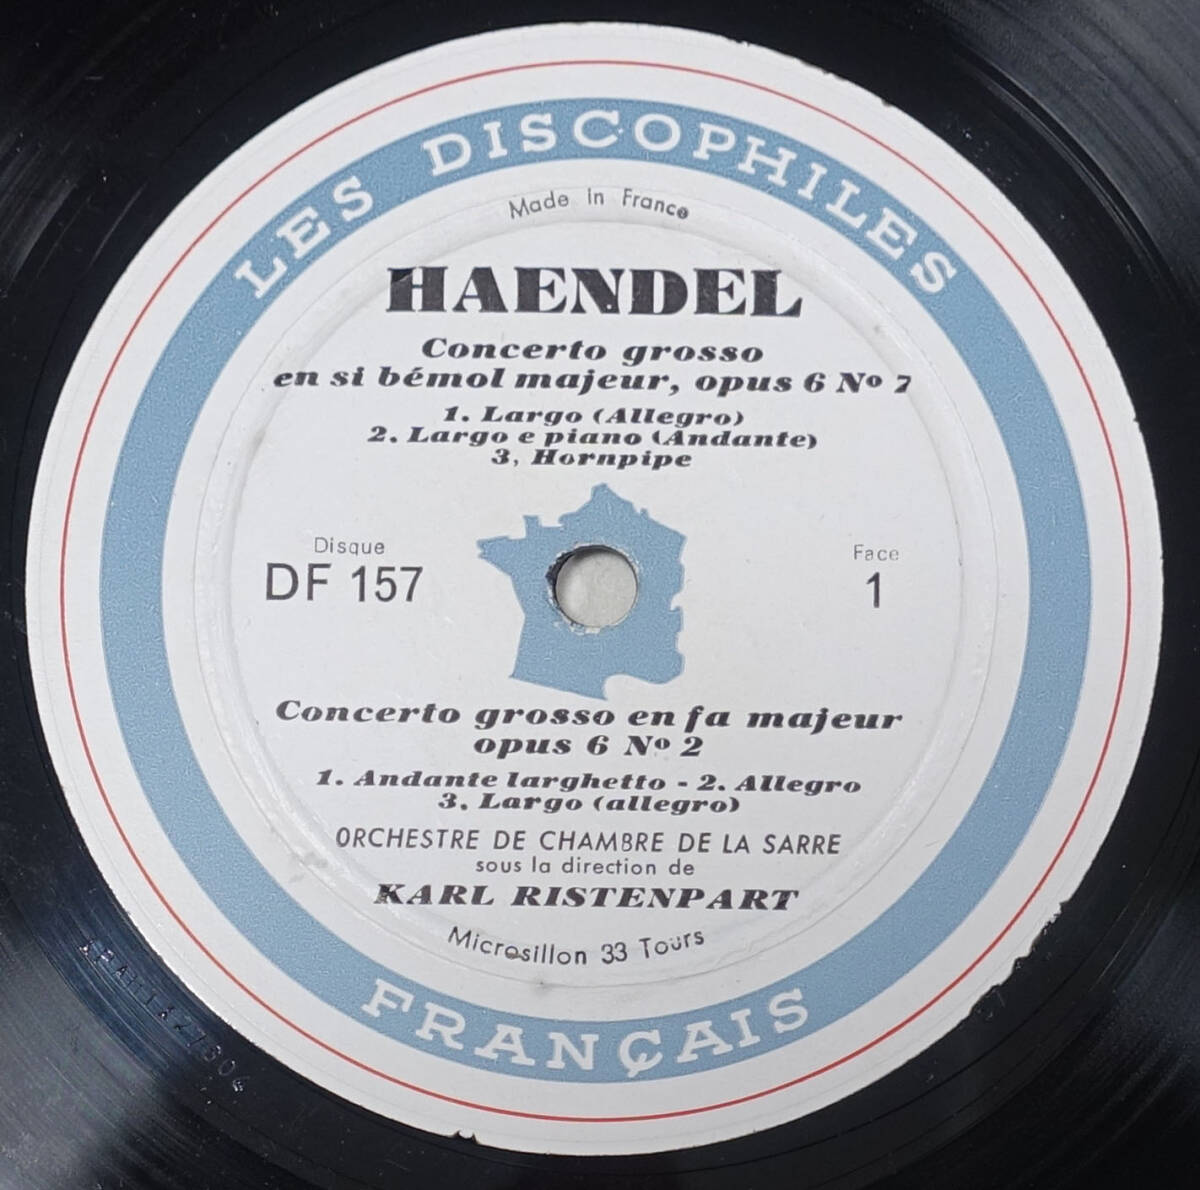 LES DISCOPHILES
Made in France
HAENDEL
Concerto grosso
en si bémol majeur, opus 6 Nº 7
1. Largo (Allegro)
2. Largo e piano (Andante)
3, Hornpipe
Disque
DF 157
Face
1
Concerto grosso en fa majeur
opus 6 Nº 2
1. Andante larghetto - 2. Allegro
3. Largo (allegro)
ORCHESTRE DE CHAMBRE DE LA SARRE
sous la direction de
KARL RISTENPART
Microsillon 33 Tours
FRANÇAIS